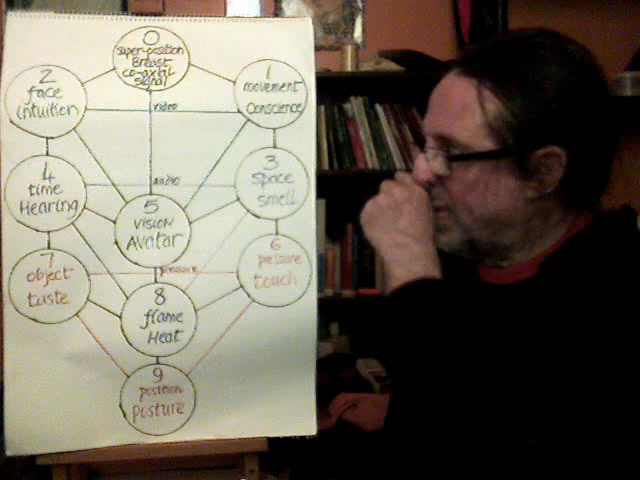 0
Super-position
Breast
co-axial
signal
2
face
intuition
1
movement
conscience
video
4
time
Hearing
audio
3
space
smell
5
VISION
AVATAR
7
object
taste
pressure
6
pressure
touch
8
flame
Heat
9
position
posture